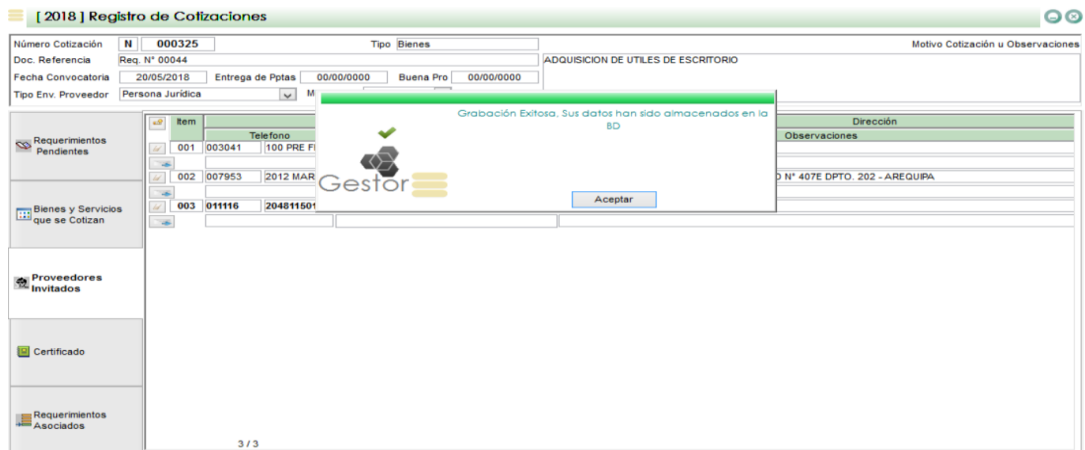 [ 2018 ] Registro de Cotizaciones
Número Cotización N 000325 Tipo Bienes Motivo Cotización u Observaciones
Doc. Referencia Req. N° 00044 ADQUISICION DE UTILES DE ESCRITORIO
Fecha Convocatoria 20/05/2018 Entrega de Pptas 00/00/0000 Buena Pro 00/00/0000
Tipo Env. Proveedor Persona Jurídica M
Grabación Exitosa. Sus datos han sido almacenados en la
BD
Gestor
Aceptar
Item Dirección
Telefono Observaciones
001 003041 100 PRE F
002 007953 2012 MAR O N° 407E DPTO. 202 - AREQUIPA
003 011116 204811501
Requerimientos
Pendientes
Bienes y Servicios
que se Cotizan
Proveedores
Invitados
Certificado
Requerimientos
Asociados
3 / 3